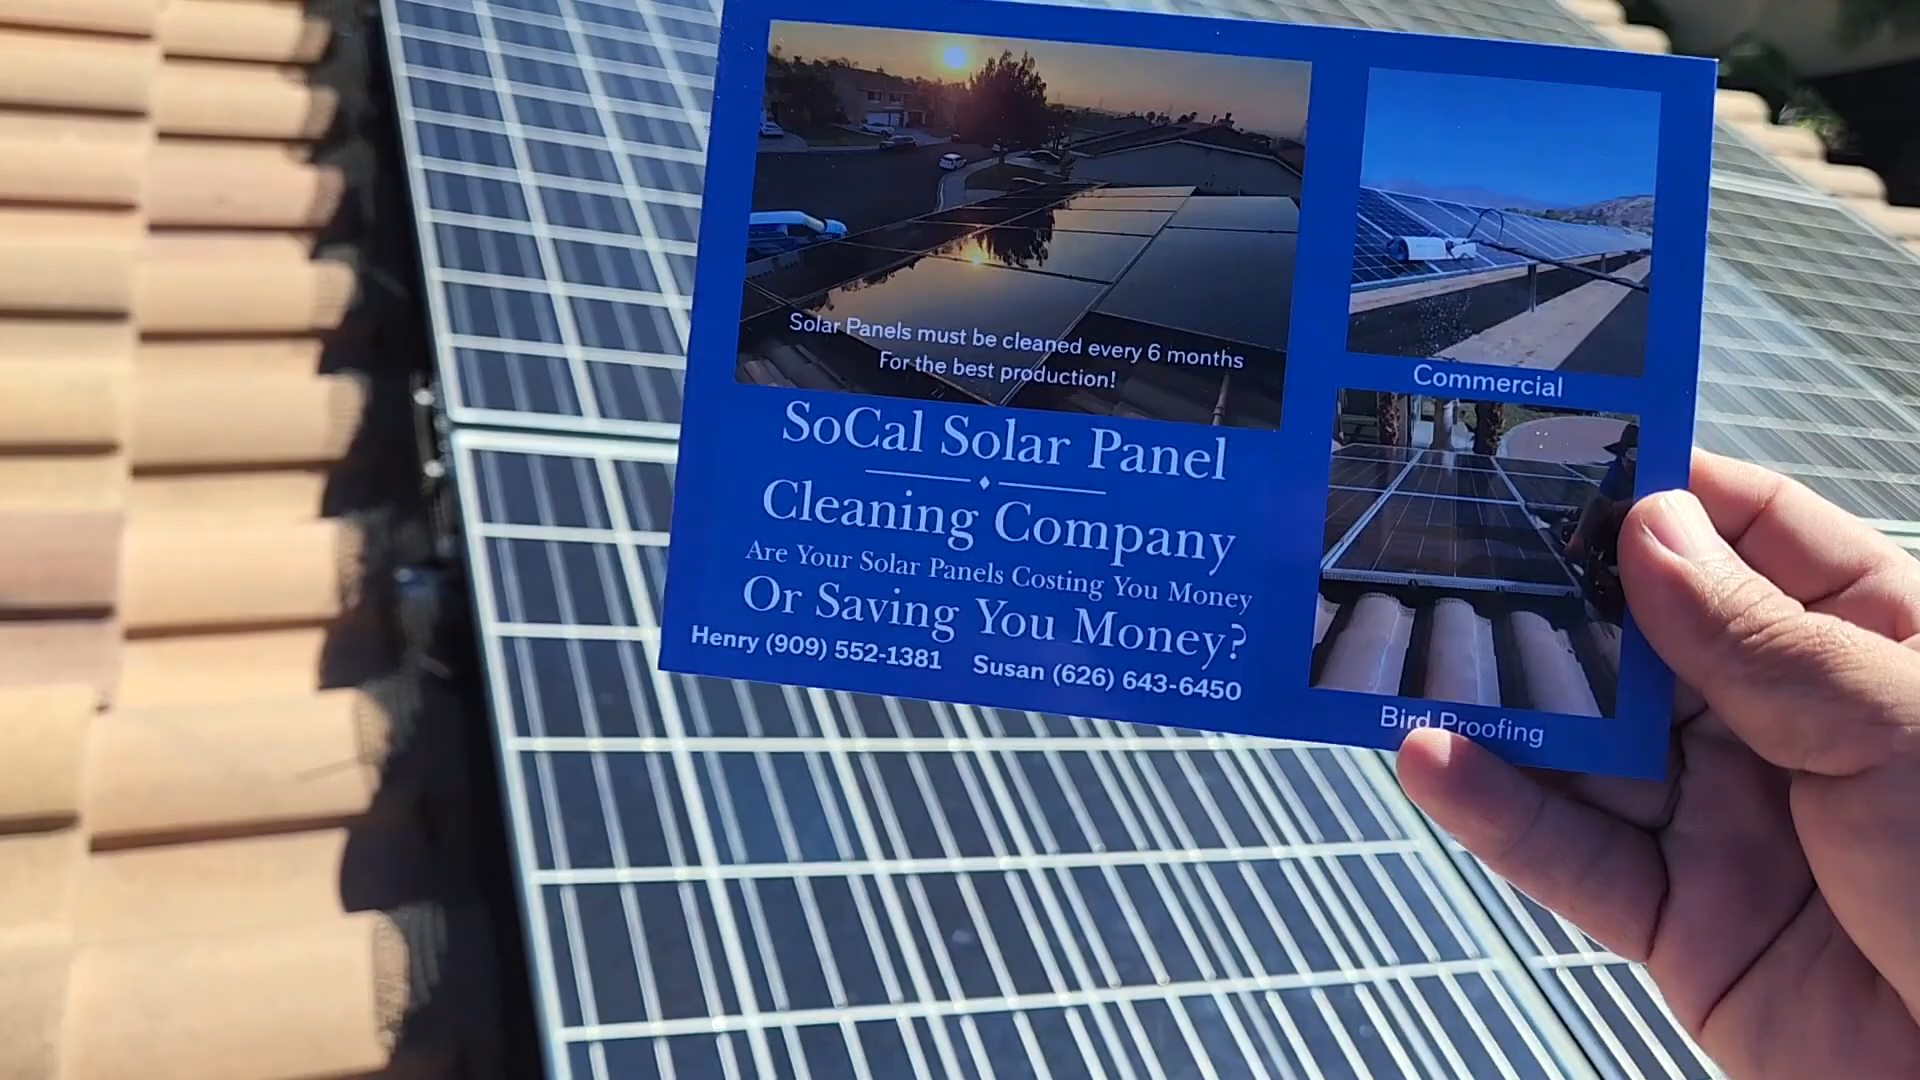 Solar Panels must be cleaned every 6 months
For the best production!
SoCal Solar Panel
Cleaning Company
Are Your Solar Panels Costing You Money
Or Saving You Money?
Henry (909) 552-1381 Susan (626) 643-6450
Commercial
Bird Proofing